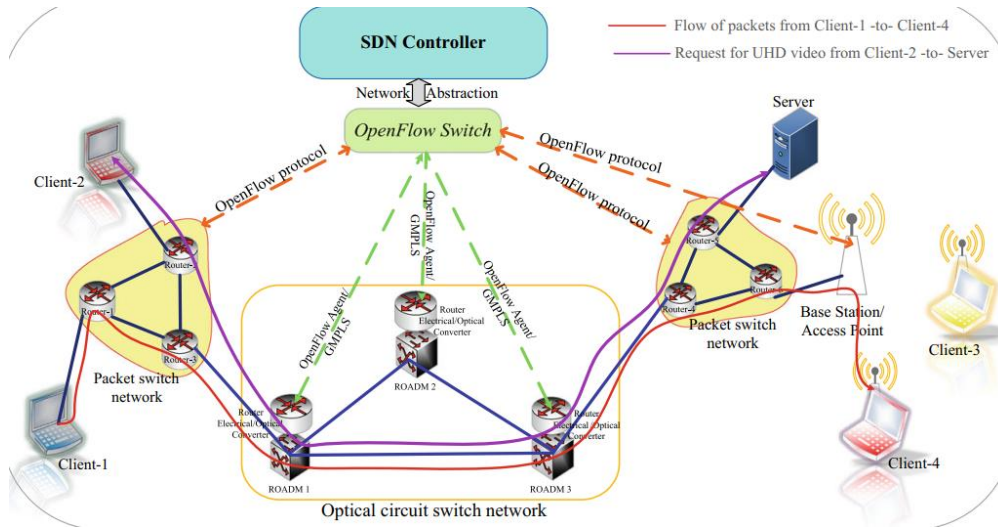 SDN Controller
Flow of packets from Client-1 -to- Client-4
Request for UHD video from Client-2 -to- Server
Network
Abstraction
OpenFlow Switch
Server
Client-2
OpenFlow protocol
OpenFlow protocol
OpenFlow protocol
OpenFlow Agent/
GMPLS
OpenFlow Agent/
GMPLS
OpenFlow Agent/
GMPLS
Router-2
Router-1
Router-3
Packet switch
network
Client-1
Router
Electrical/Optical
Converter
ROADM 2
Router
Electrical/Optical
Converter
ROADM 1
Router
Electrical/Optical
Converter
ROADM 3
Optical circuit switch network
Router-5
Router-4
Router
Packet switch
network
Base Station/
Access Point
Client-3
Client-4